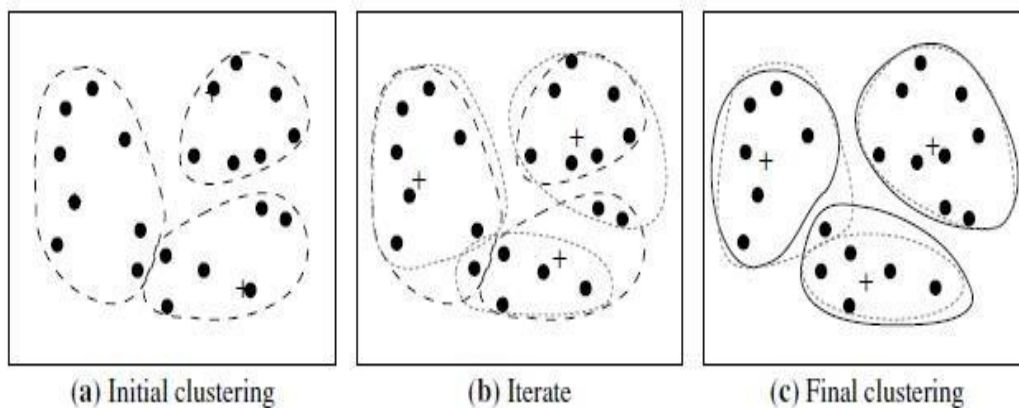 (a) Initial clustering
(b) Iterate
(c) Final clustering